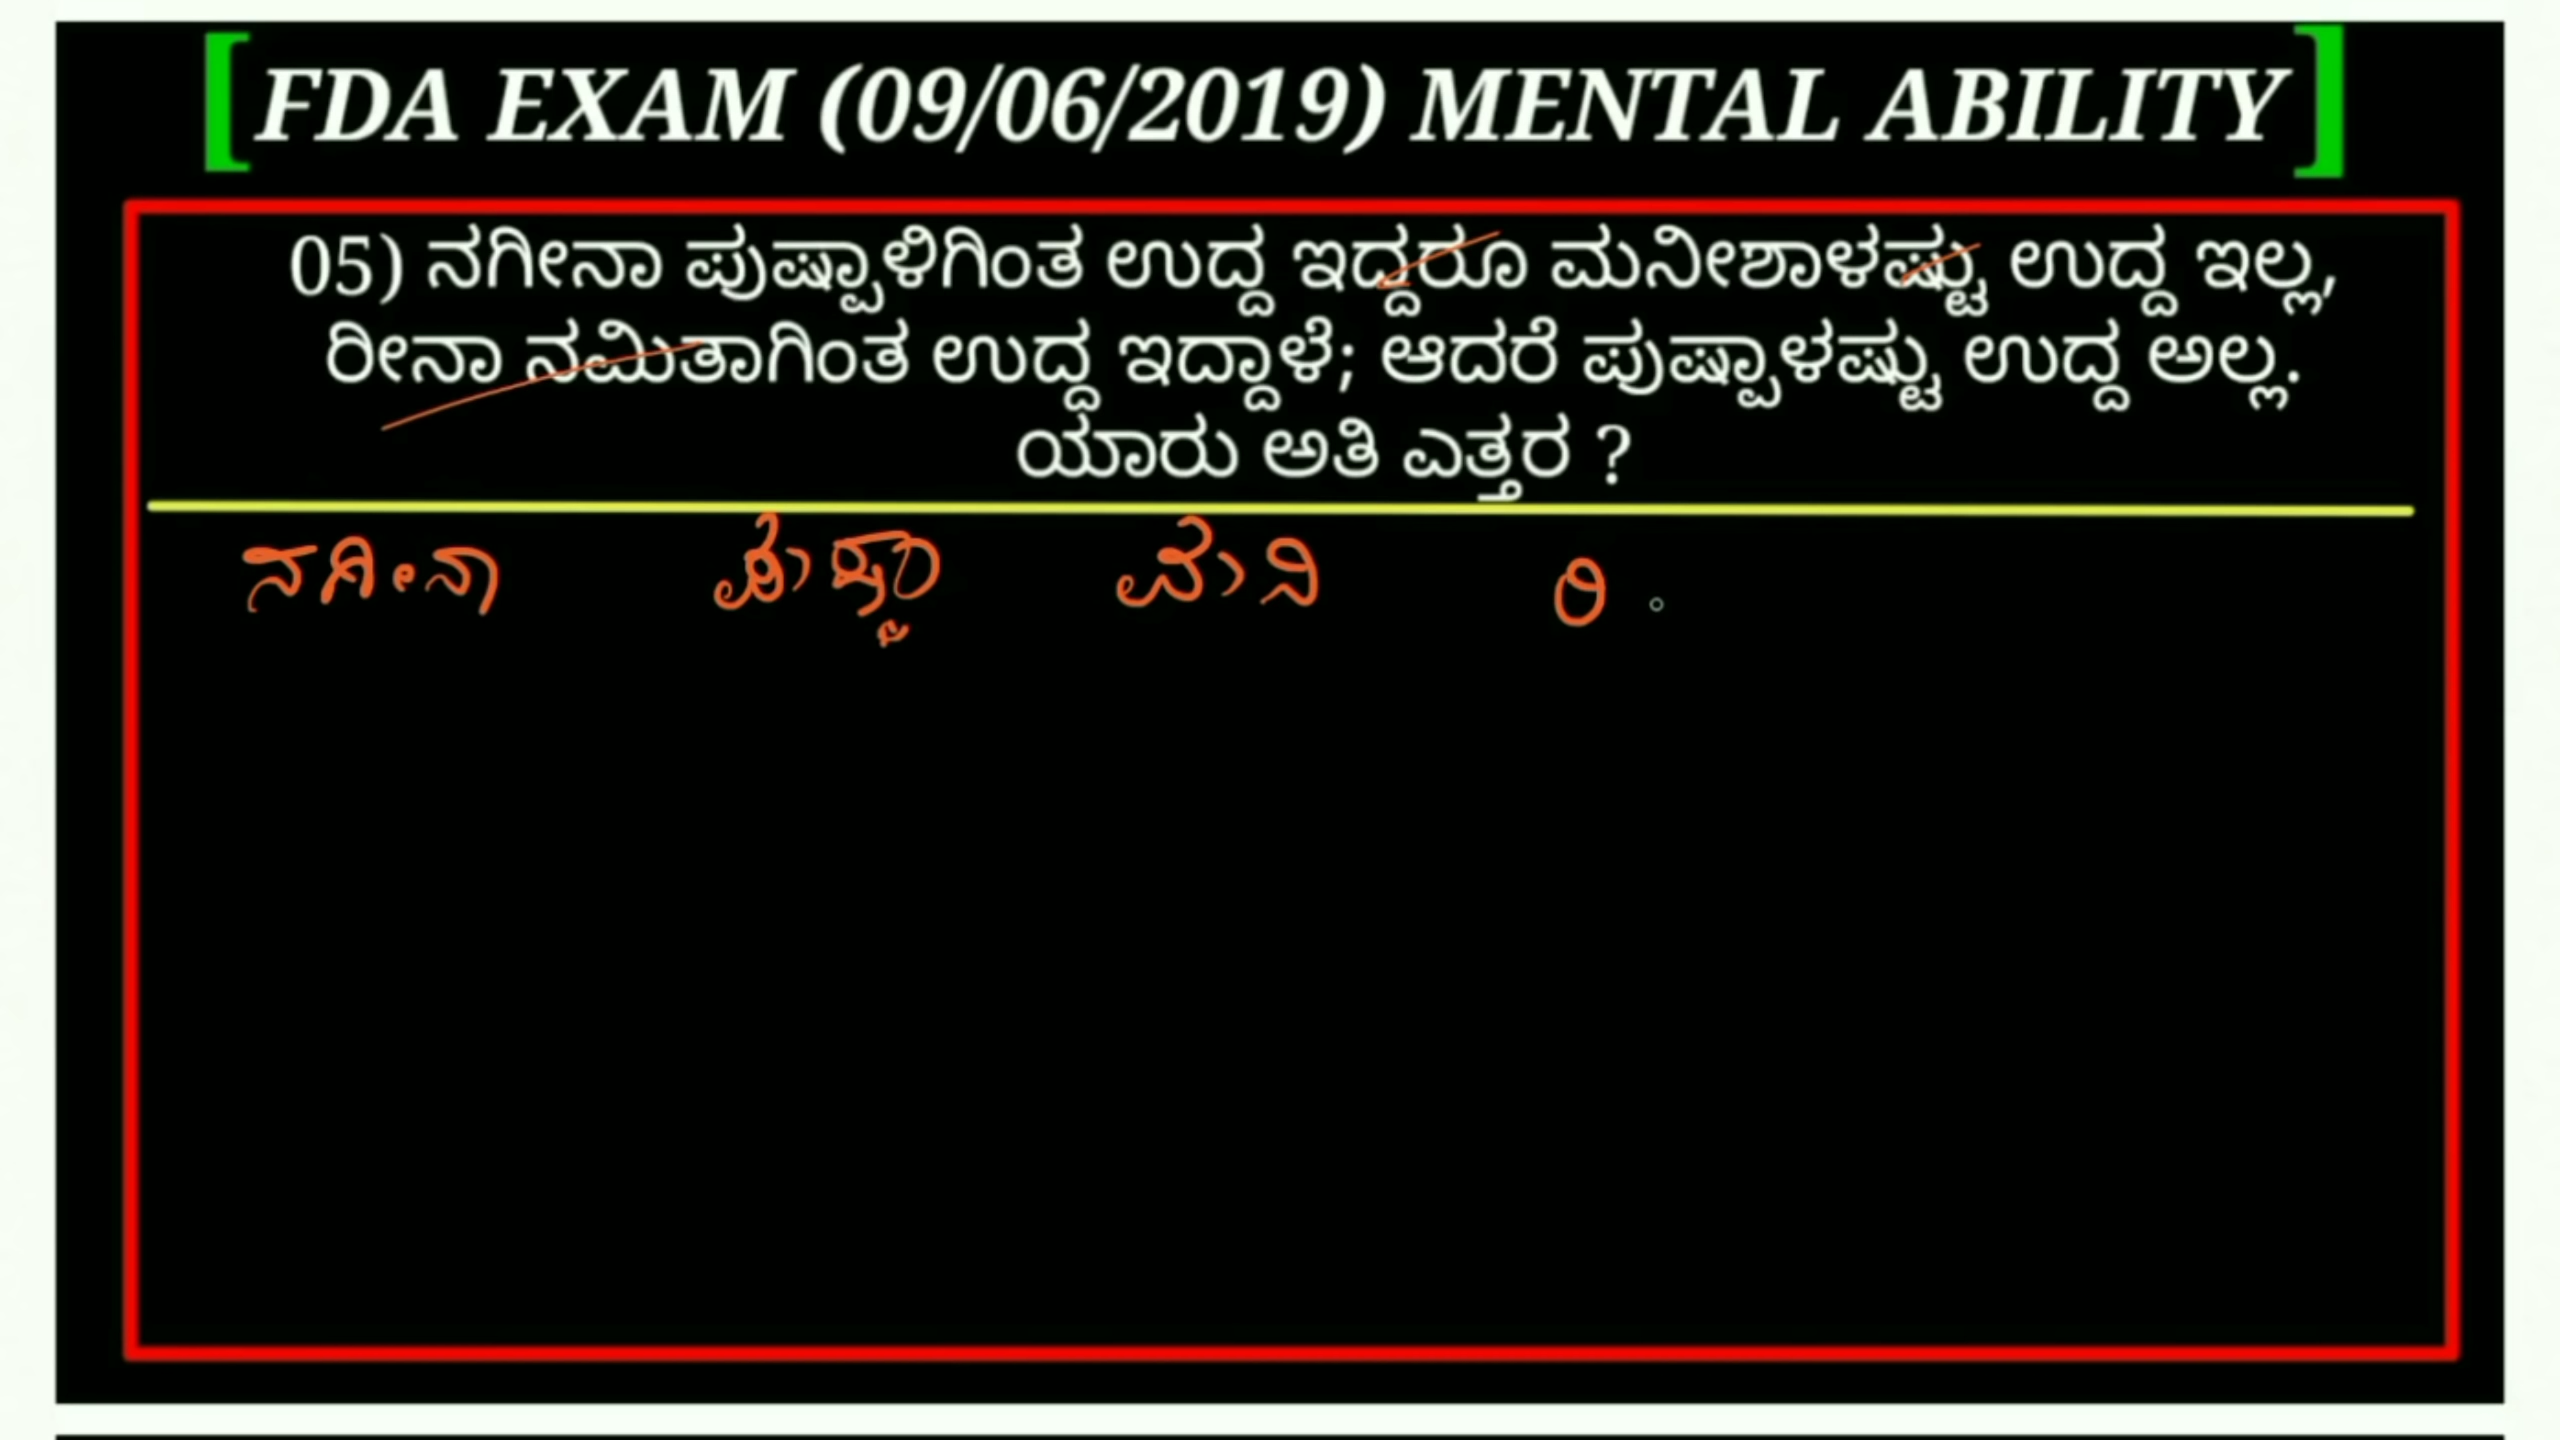 [FDA EXAM (09/06/2019) MENTAL ABILITY]
05) ನಗೀನಾ ಪುಷ್ಪಾಳಿಗಿಂತ ಉದ್ದ ಇದ್ದರೂ ಮನೀಶಾಳಷ್ಟು ಉದ್ದ ಇಲ್ಲ,
ರೀನಾ ನಮಿತಾಗಿಂತ ಉದ್ದ ಇದ್ದಾಳೆ; ಆದರೆ ಪುಷ್ಪಾಳಷ್ಟು ಉದ್ದ ಅಲ್ಲ.
ಯಾರು ಅತಿ ಎತ್ತರ ?
ನಗೀನಾ ಪುಷ್ಪಾ ಮನಿ ರಿ